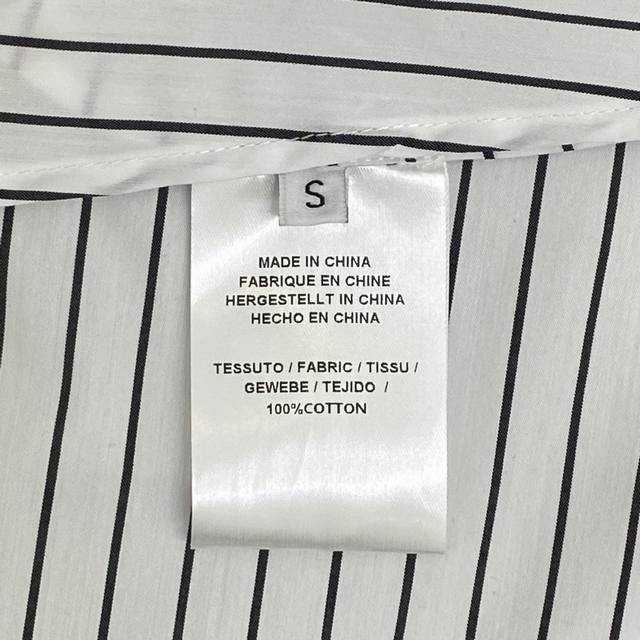 S
MADE IN CHINA
FABRIQUE EN CHINE
HERGESTELLT IN CHINA
HECHO EN CHINA
TESSUTO / FABRIC / TISSU /
GEWEBE / TEJIDO /
100%COTTON